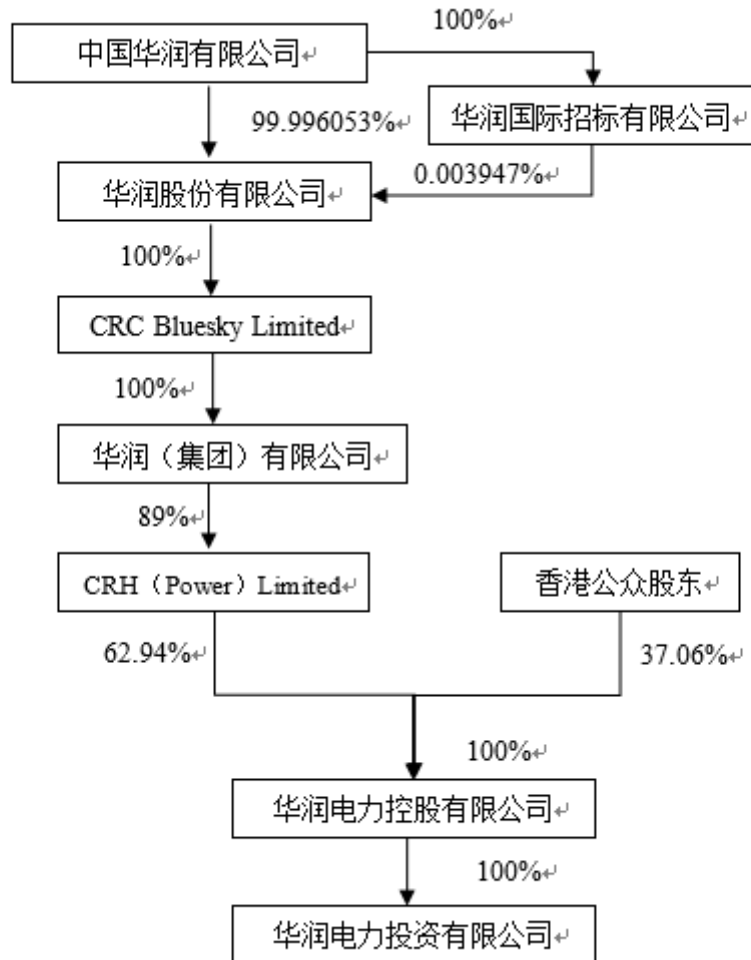 100%↵
中国华润有限公司↵
99.996053%↵
华润国际招标有限公司↵
0.003947%↵
华润股份有限公司↵
100%↵
CRC Bluesky Limited↵
100%↵
华润（集团）有限公司↵
89%↵
CRH（Power）Limited↵
香港公众股东↵
62.94%↵
37.06%↵
100%↵
华润电力控股有限公司↵
100%↵
华润电力投资有限公司↵